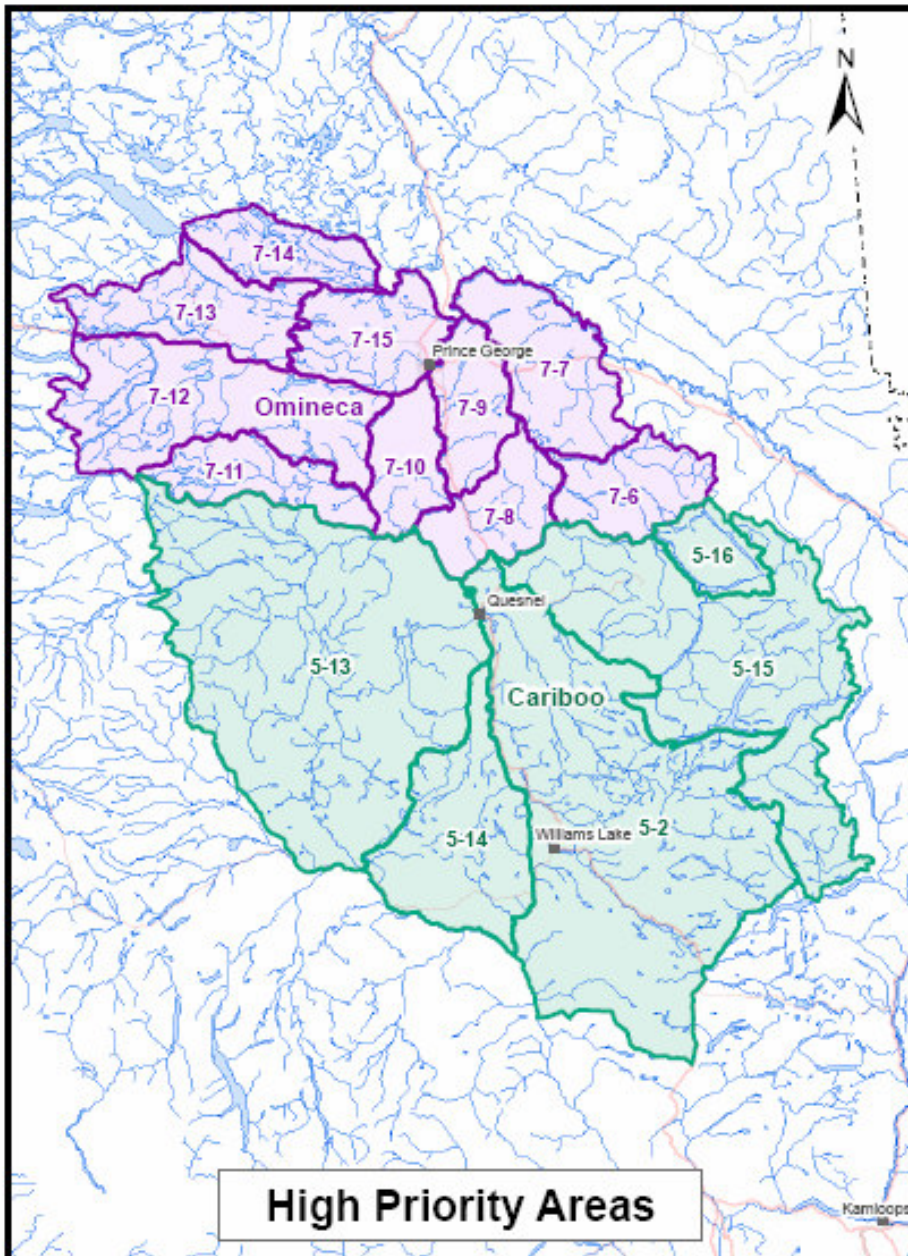 N
7-14
7-13
7-15
Prince George
7-7
7-12
Omineca
7-9
7-11
7-10
7-6
7-8
5-16
Quesnel
5-13
5-15
Cariboo
Williams Lake
5-2
5-14
High Priority Areas
Kamloops